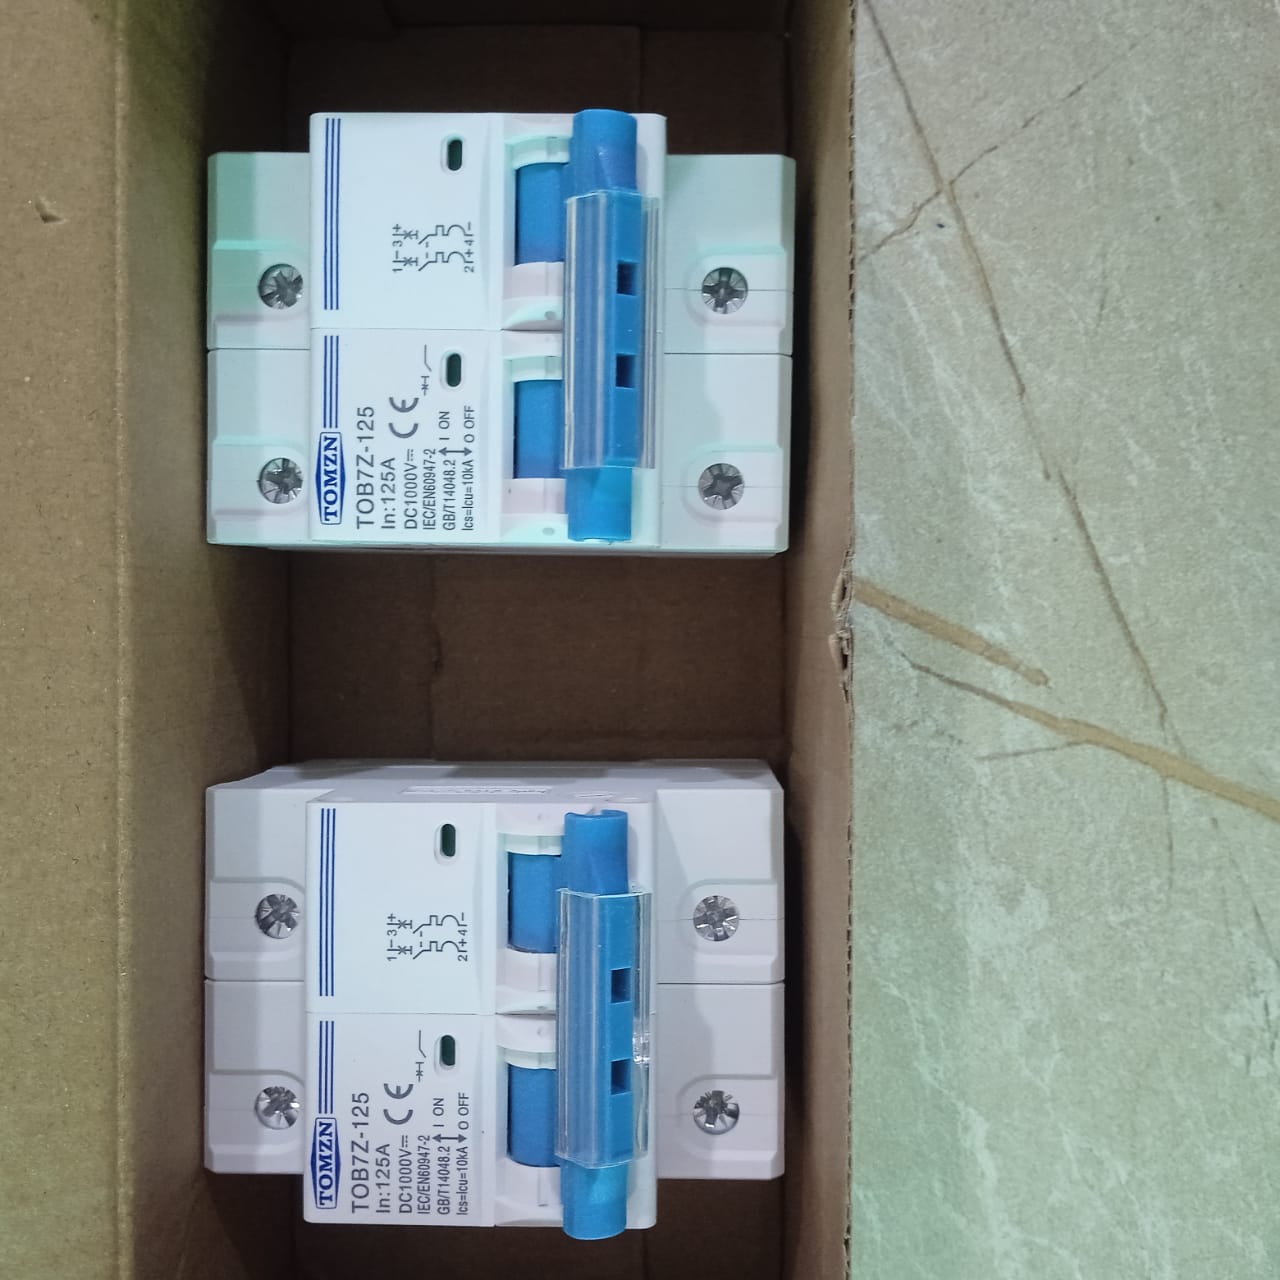 TOMZN
TOB7Z-125
In:125A
DC1000V⎓ CE
IEC/EN60947-2
GB/T14048.2 I ON
Ics=Icu=10kA O OFF
1 - 3 +
2 + 4 -
TOMZN
TOB7Z-125
In:125A
DC1000V⎓ CE
IEC/EN60947-2
GB/T14048.2 I ON
Ics=Icu=10kA O OFF
1 - 3 +
2 + 4 -